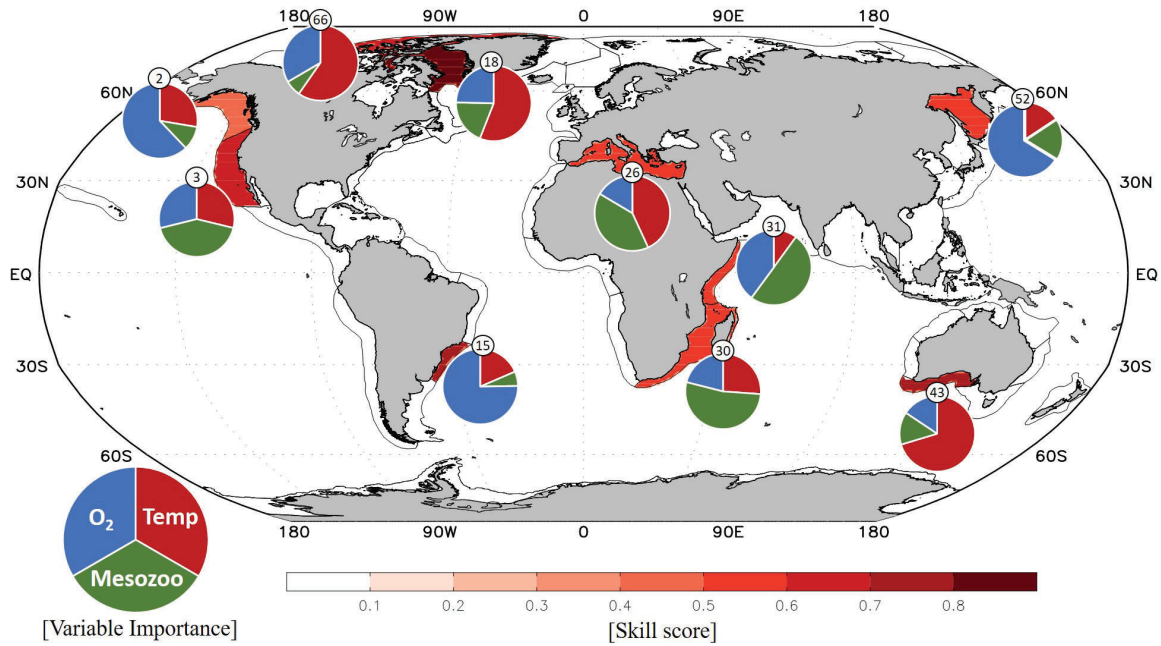 180 90W 0 90E 180
66
18
2
60N
52
60N
30N
3
26
30N
31
EQ
EQ
15
30
30S
43
30S
60S
60S
O₂ Temp
Mesozoo
180 90W 0 90E 180
0.1 0.2 0.3 0.4 0.5 0.6 0.7 0.8
[Variable Importance]
[Skill score]